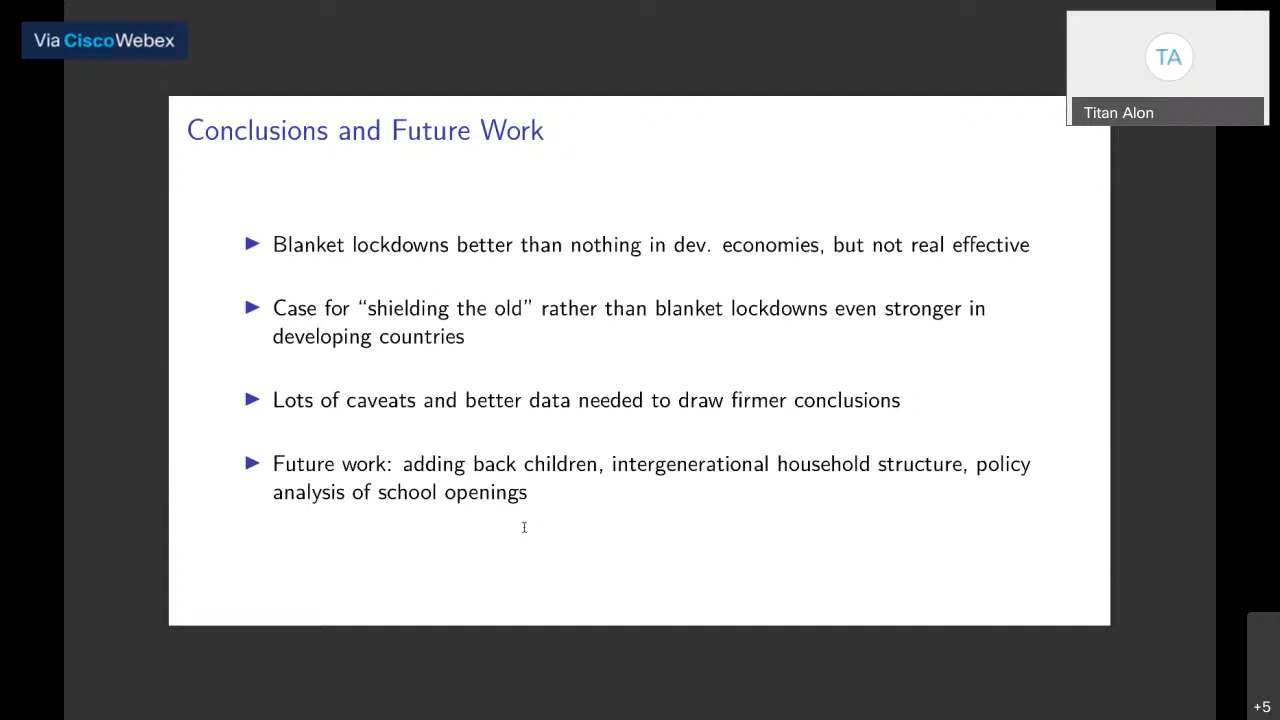 Via CiscoWebex
TA
Titan Alon
Conclusions and Future Work
Blanket lockdowns better than nothing in dev. economies, but not real effective
Case for “shielding the old” rather than blanket lockdowns even stronger in
developing countries
Lots of caveats and better data needed to draw firmer conclusions
Future work: adding back children, intergenerational household structure, policy
analysis of school openings
+5